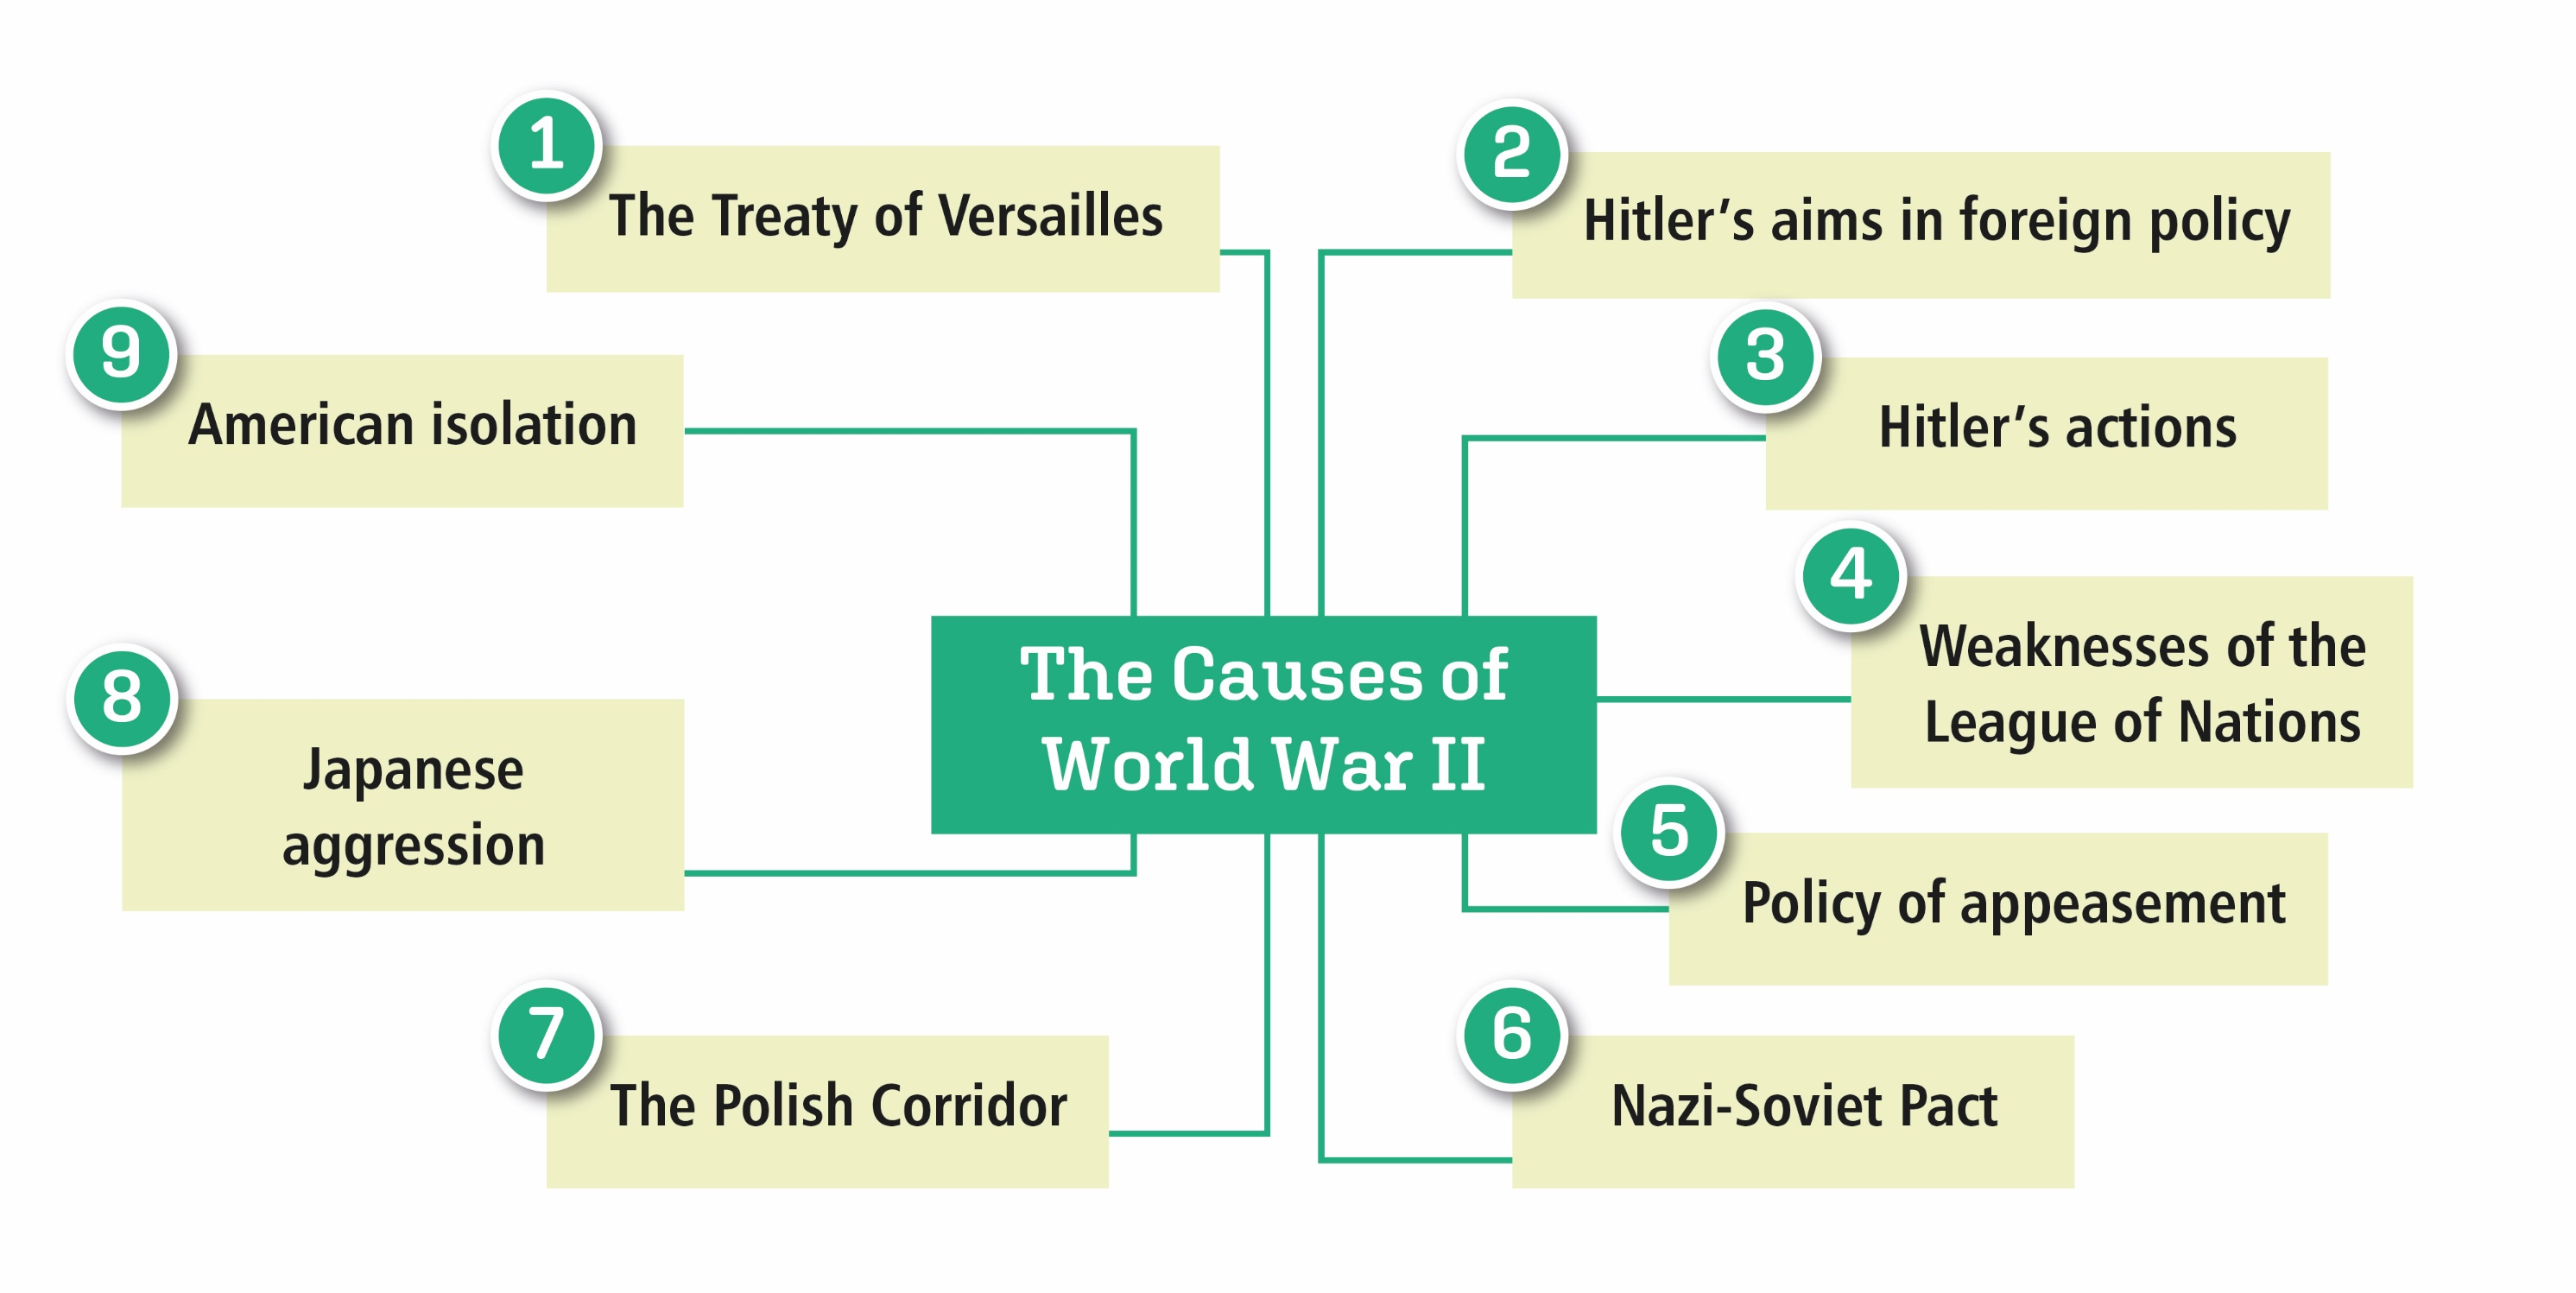 1
The Treaty of Versailles
2
Hitler’s aims in foreign policy
3
Hitler’s actions
4
Weaknesses of the
League of Nations
5
Policy of appeasement
6
Nazi-Soviet Pact
7
The Polish Corridor
8
Japanese
aggression
9
American isolation
The Causes of
World War II